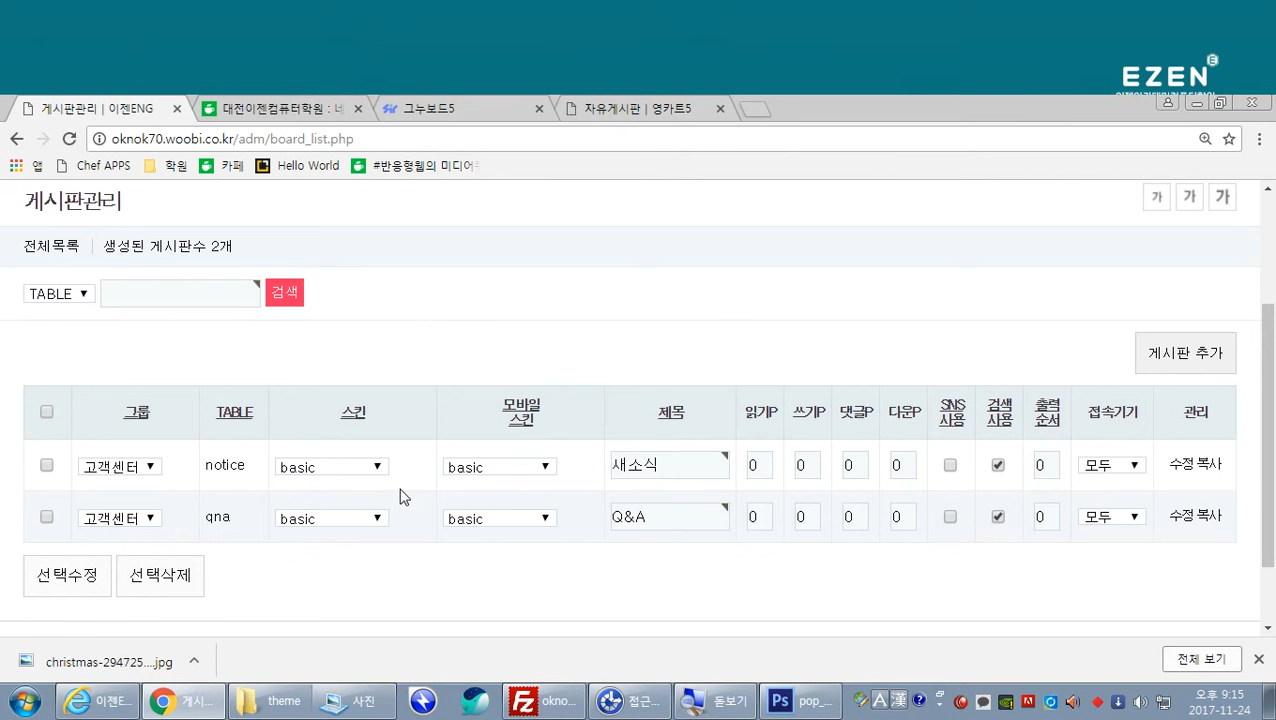 EZEN
게시판관리 | 이젠ENG
대전이젠컴퓨터학원 : 네
그누보드5
자유게시판 | 영카트5
oknok70.woobi.co.kr/adm/board_list.php
앱 Chef APPS 학원 카페 Hello World #반응형웹의 미디어
게시판관리
가 가 가
전체목록 생성된 게시판수 2개
TABLE 검색
게시판 추가
그룹 TABLE 스킨 모바일 스킨 제목 읽기P 쓰기P 댓글P 다운P SNS 사용 검색 사용 출력 순서 접속기기 관리
고객센터 notice basic basic 새소식 0 0 0 0 0 모두 수정 복사
고객센터 qna basic basic Q&A 0 0 0 0 0 모두 수정 복사
선택수정 선택삭제
christmas-294725....jpg 전체 보기
이젠E... 게시... theme 사진 okno... 접근... 돋보기 pop_... A 漢 오후 9:15
2017-11-24